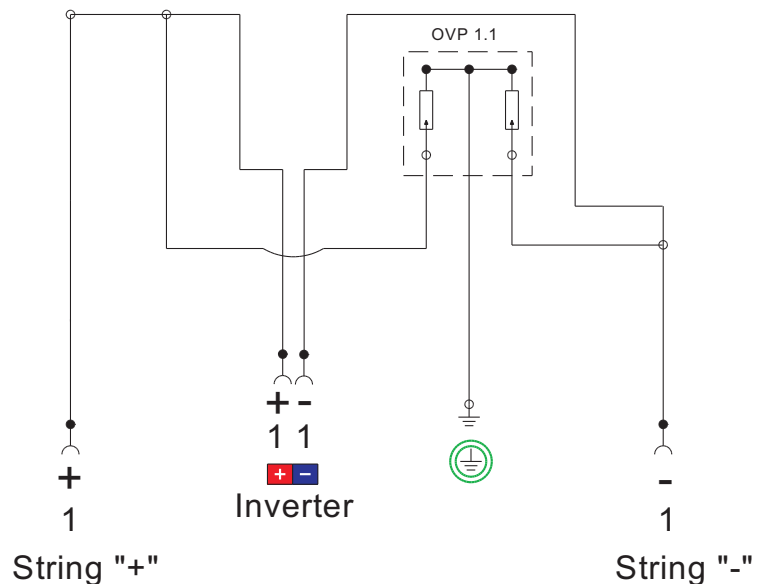 OVP 1.1
+ -
1 1
+ -
Inverter
+
1
String "+"
-
1
String "-"